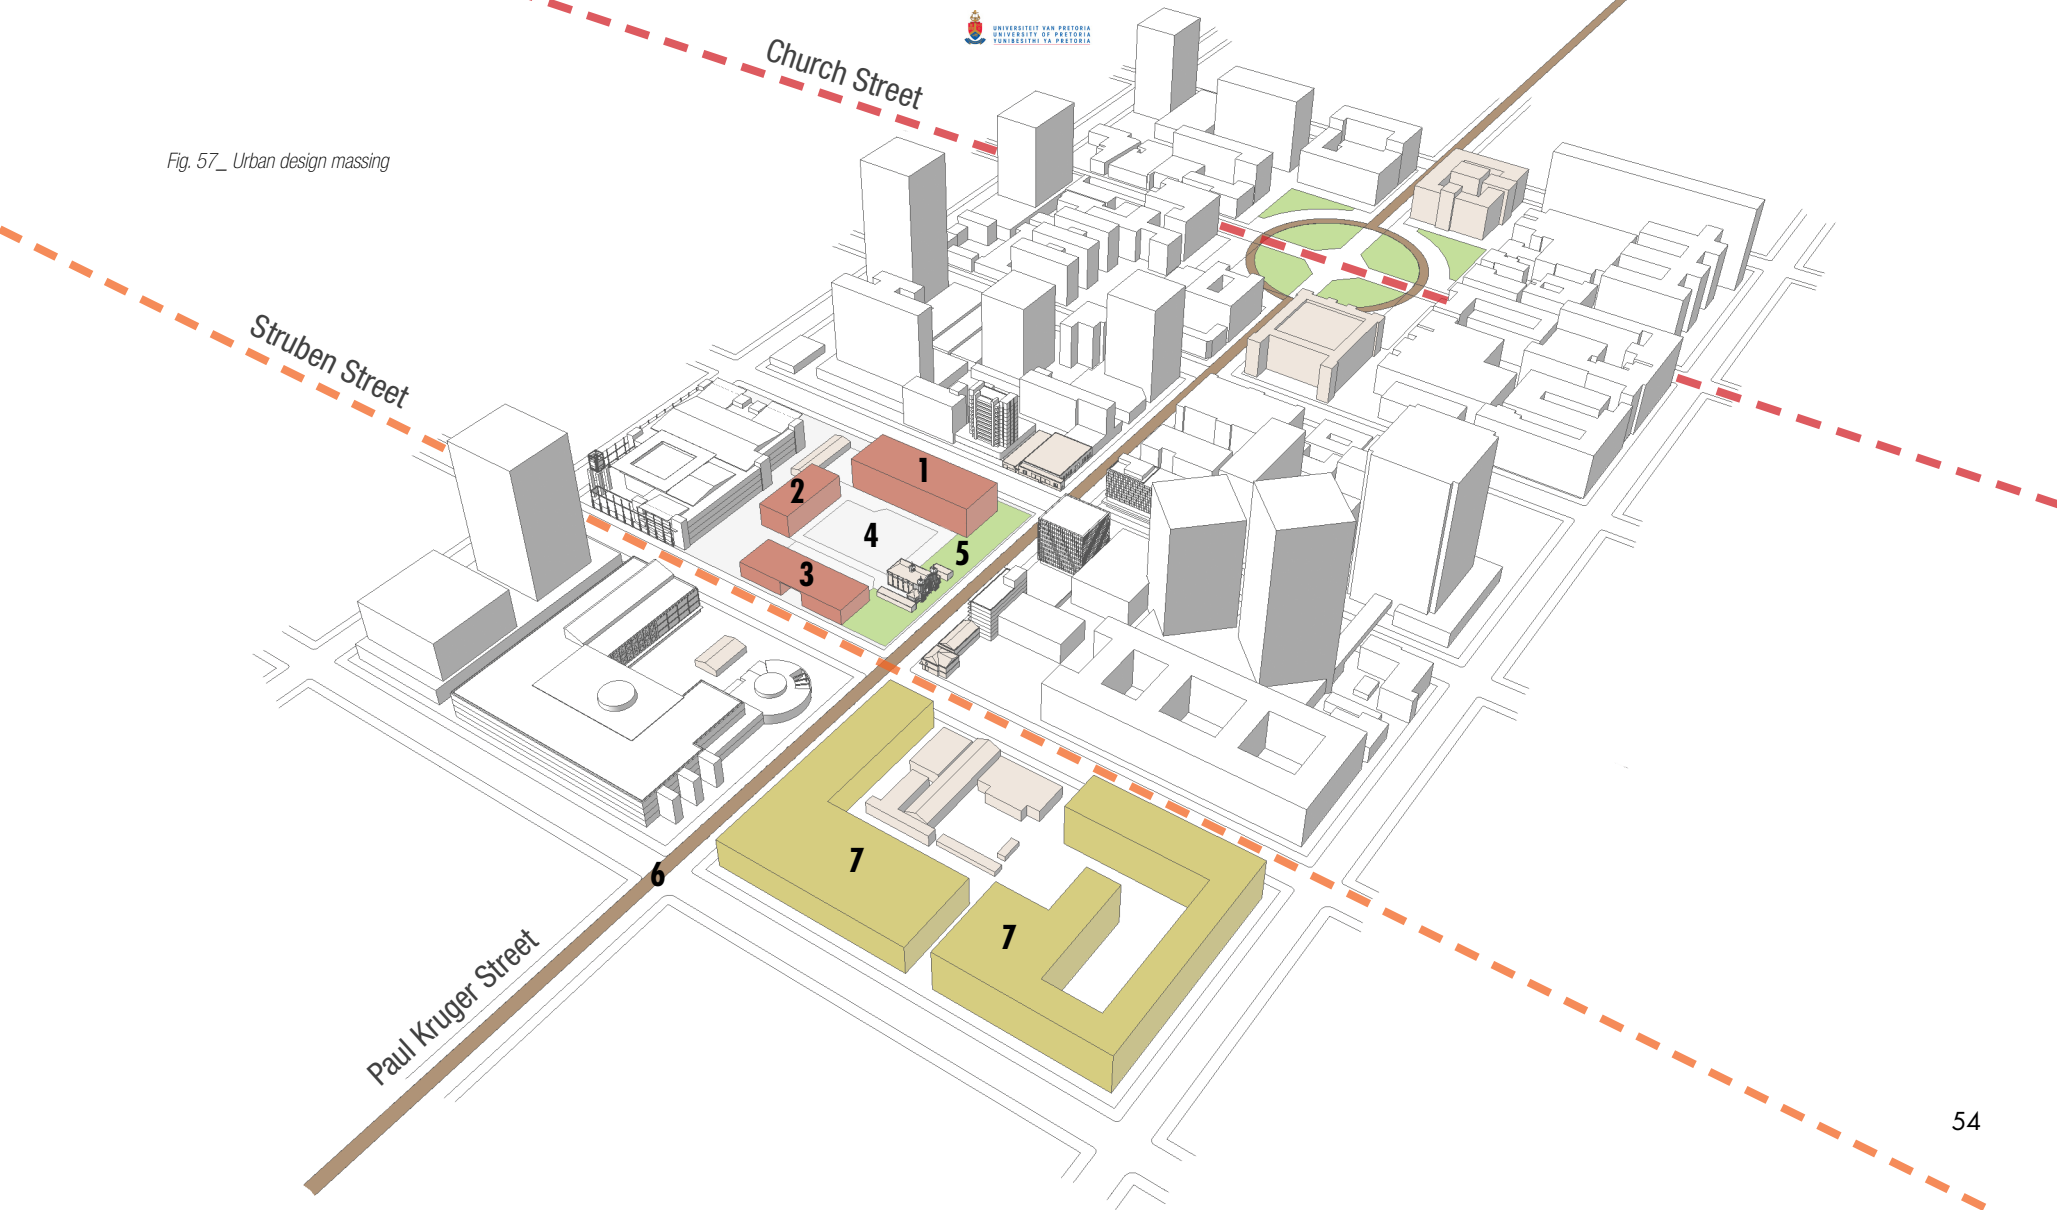 UNIVERSITEIT VAN PRETORIA
UNIVERSITY OF PRETORIA
YUNIBESITHI YA PRETORIA
Church Street
Fig. 57_ Urban design massing
Struben Street
1
2
4
5
3
7
6
7
Paul Kruger Street
54